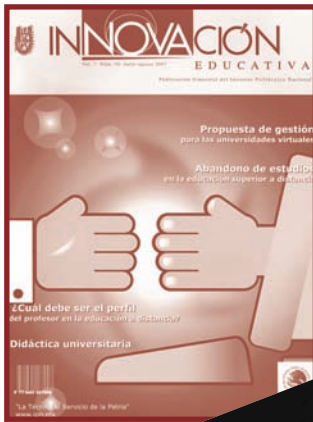 INNOVACIÓN
EDUCATIVA
Publicación bimestral del Instituto Politécnico Nacional
Propuesta de gestión
para las universidades virtuales
Abandono de estudios
en la educación superior a distancia
¿Cuál debe ser el perfil
del profesor en la educación a distancia?
Didáctica universitaria
"La Técnica al Servicio de la Patria"